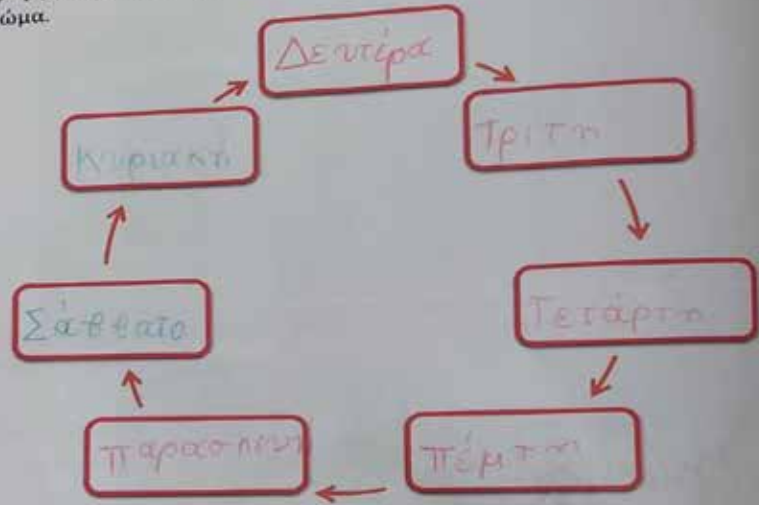 ώμα.
Δευτέρα
Τρίτη
Τετάρτη
Πέμπτη
Παρασκευή
Σάββατο
Κυριακή